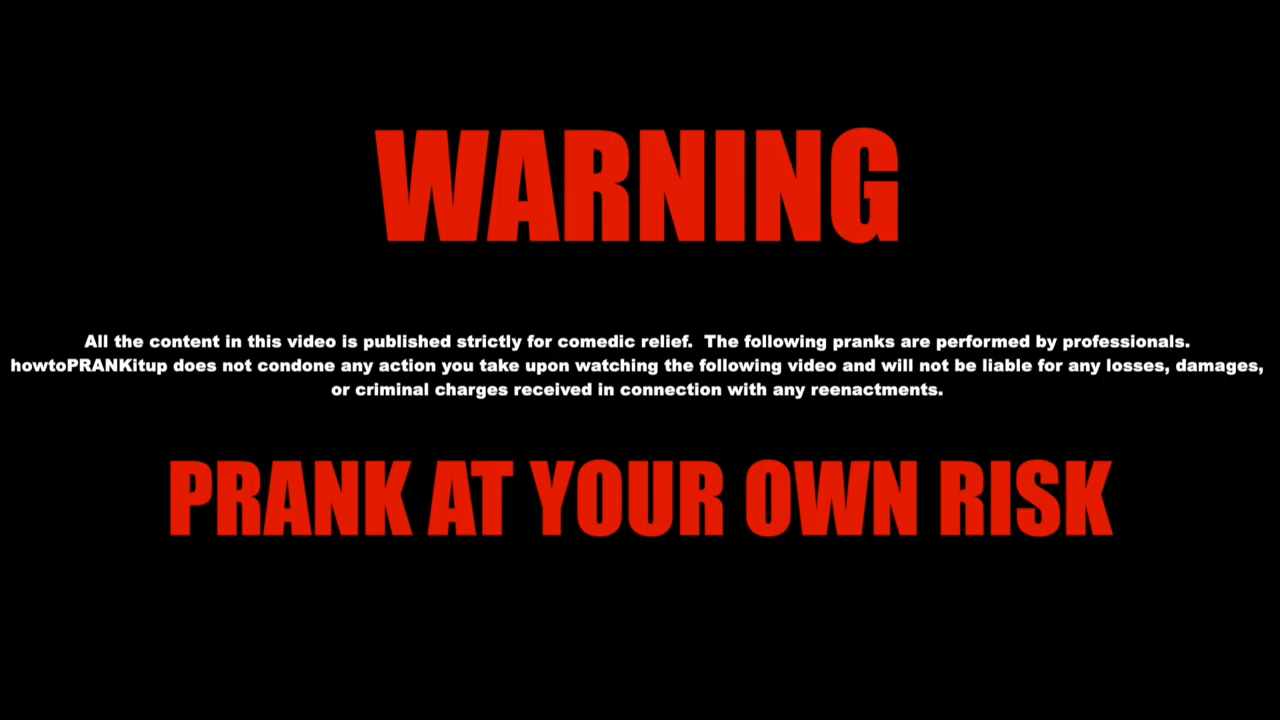 WARNING
All the content in this video is published strictly for comedic relief.  The following pranks are performed by professionals.
howtoPRANKitup does not condone any action you take upon watching the following video and will not be liable for any losses, damages,
or criminal charges received in connection with any reenactments.
PRANK AT YOUR OWN RISK